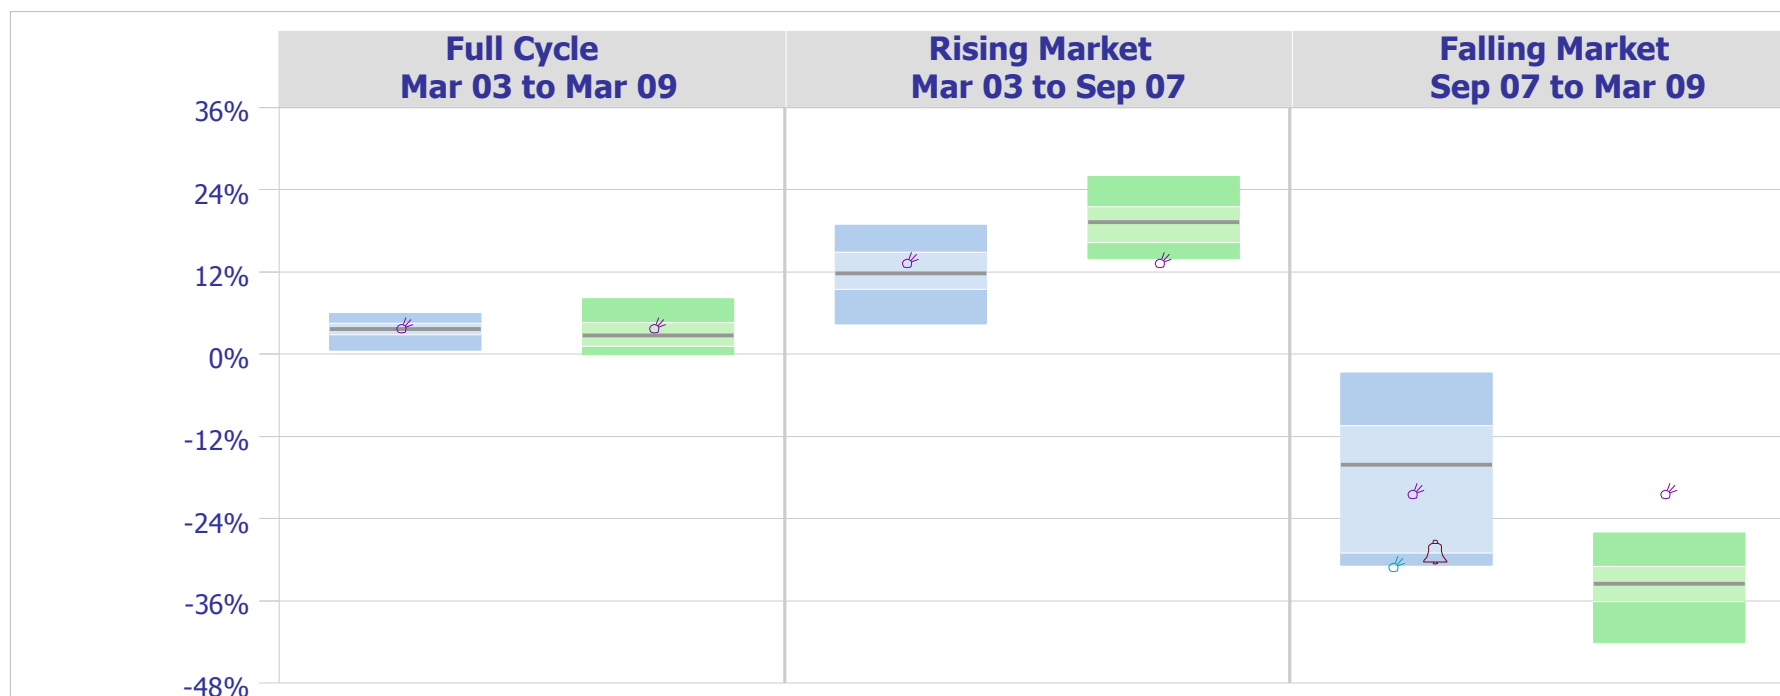 Full Cycle
Mar 03 to Mar 09
Rising Market
Mar 03 to Sep 07
Falling Market
Sep 07 to Mar 09
36%
24%
12%
0%
-12%
-24%
-36%
-48%